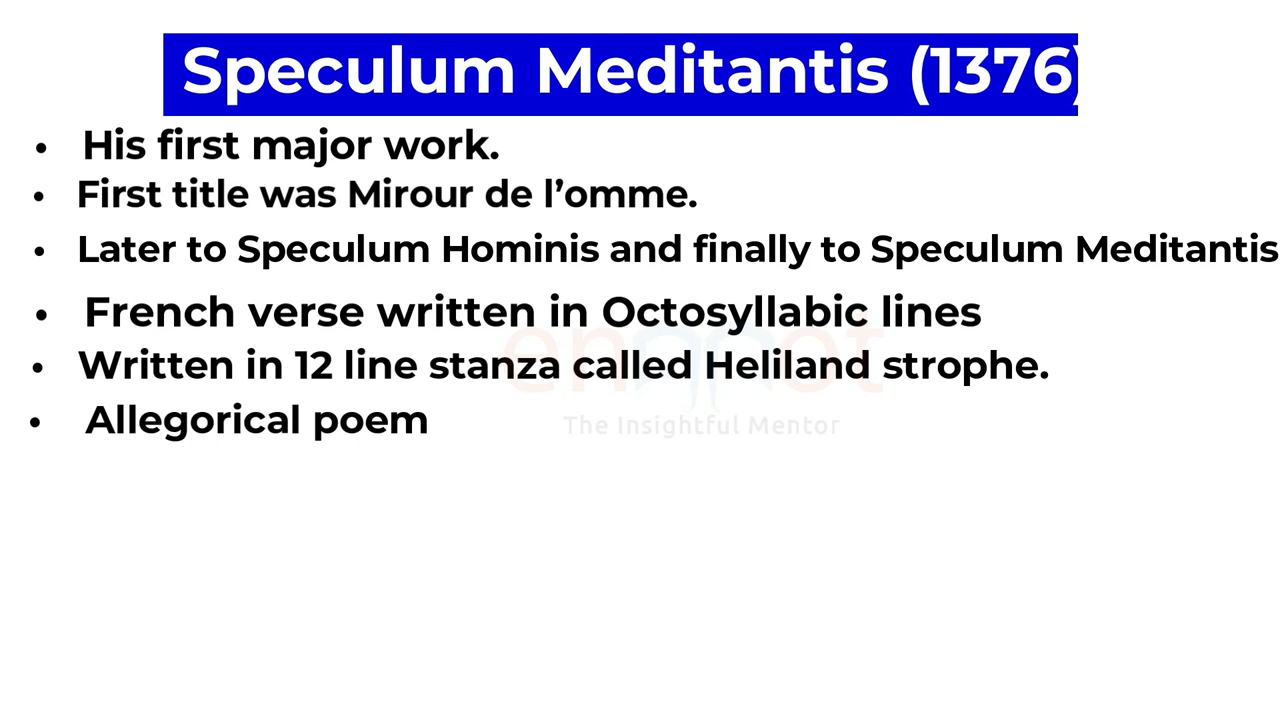 Speculum Meditantis (1376)
• His first major work.
• First title was Mirour de l’omme.
• Later to Speculum Hominis and finally to Speculum Meditantis
• French verse written in Octosyllabic lines
• Written in 12 line stanza called Heliland strophe.
• Allegorical poem
The Insightful Mentor